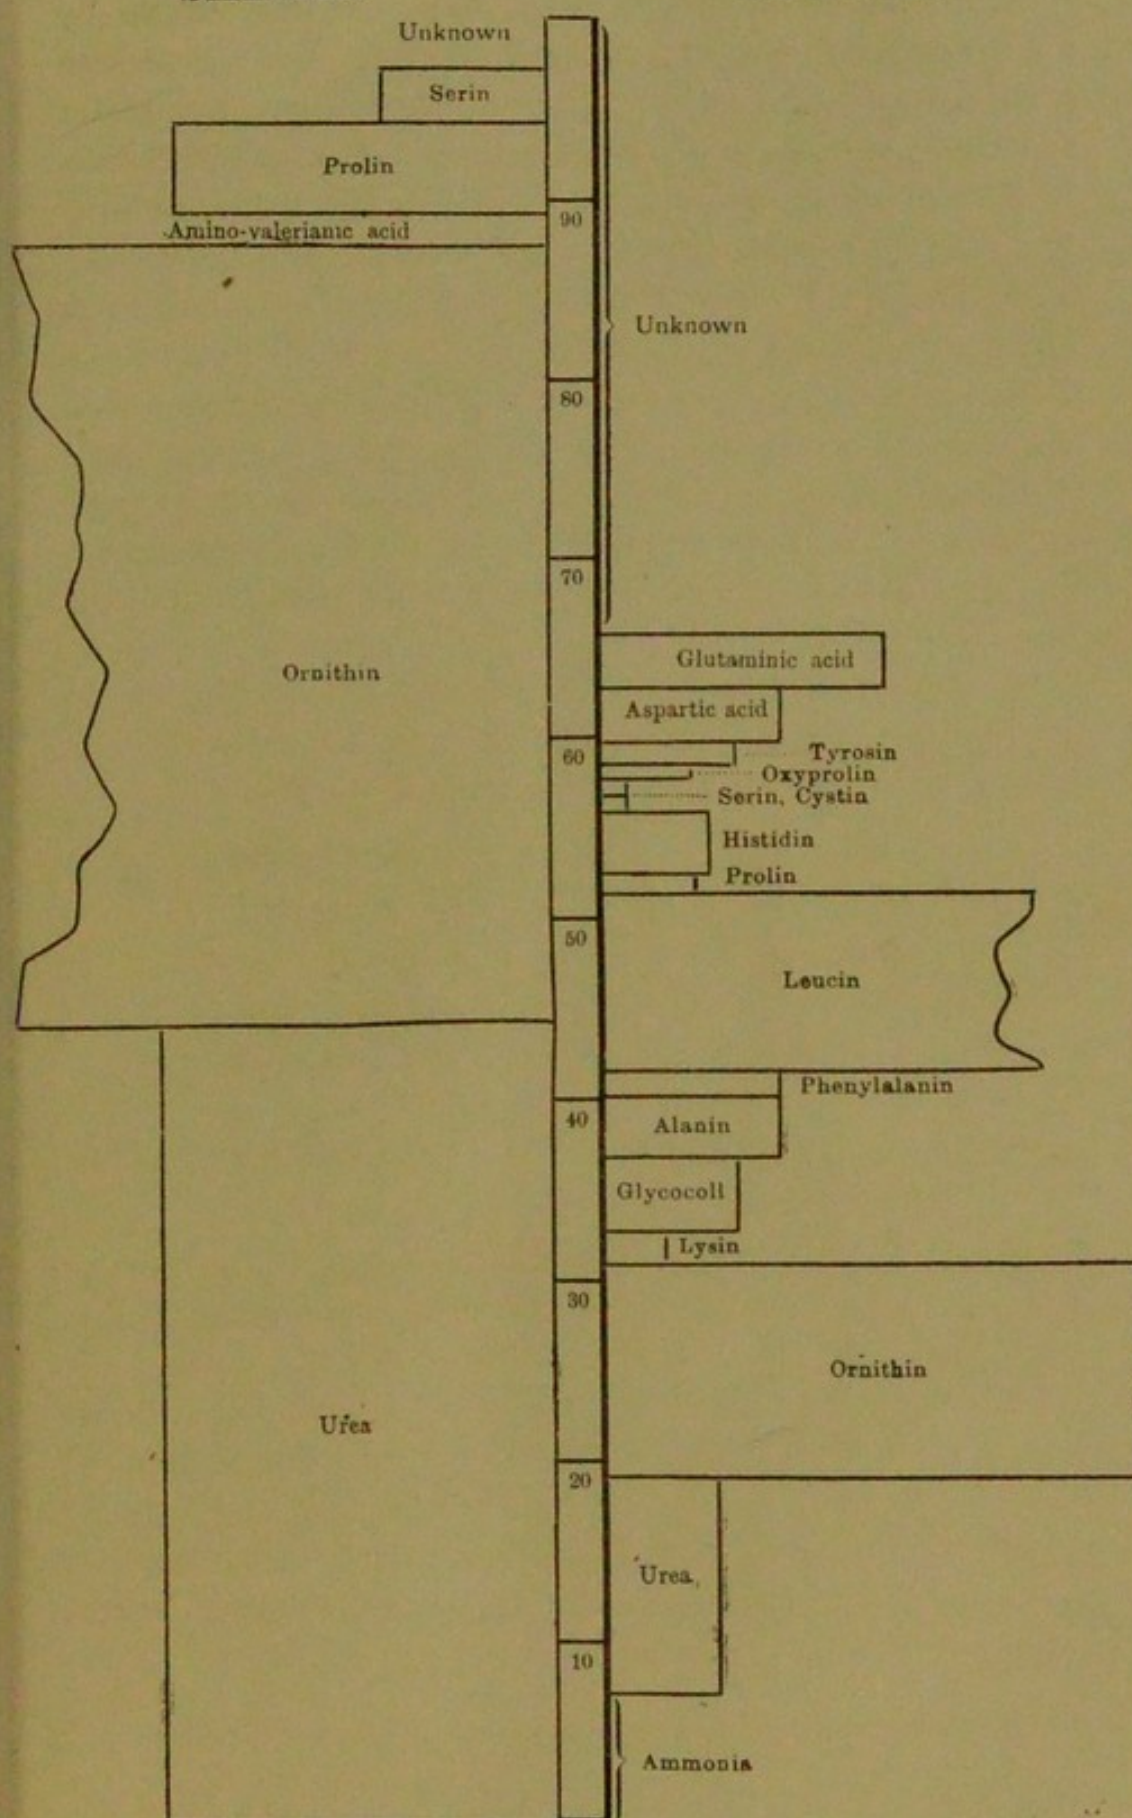 Unknown
Serin
Prolin
Amino-valerianic acid
90
Unknown
80
70
Glutaminic acid
Ornithin
Aspartic acid
60
Tyrosin
Oxyprolin
Serin, Cystin
Histidin
Prolin
50
Leucin
Phenylalanin
40
Alanin
Glycocoll
Lysin
30
Ornithin
Urea
20
Urea
10
Ammonia